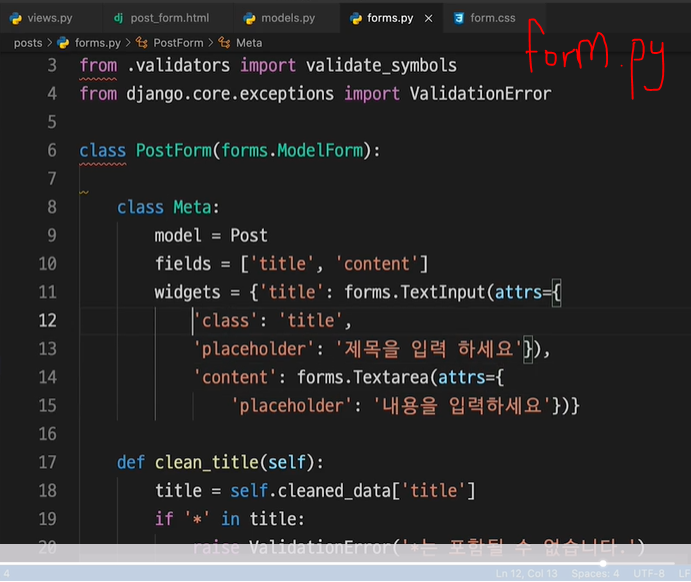 views.py post_form.html models.py forms.py × form.css
form.py
posts > forms.py > PostForm > Meta
3 from .validators import validate_symbols
4 from django.core.exceptions import ValidationError
5
6 class PostForm(forms.ModelForm):
7
8 class Meta:
9 model = Post
10 fields = ['title', 'content']
11 widgets = {'title': forms.TextInput(attrs={
12 'class': 'title',
13 'placeholder': '제목을 입력 하세요'}),
14 'content': forms.Textarea(attrs={
15 'placeholder': '내용을 입력하세요'})}
16
17 def clean_title(self):
18 title = self.cleaned_data['title']
19 if '*' in title:
20 raise ValidationError('*는 포함될 수 없습니다.')
4 Ln 12, Col 13 Spaces: 4 UTF-8 LF